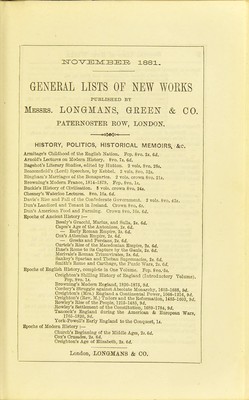 NOVEMBER 1881.
GENERAL LISTS OF NEW WORKS
PUBLISHED BY
MESSRS. LONGMANS, GREEN & CO.
PATERNOSTER ROW, LONDON.
HISTORY, POLITICS, HISTORICAL MEMOIRS, &c.
Armitage's Childhood of the English Nation. Fcp. 8vo. 2s. 6d.
Arnold's Lectures on Modern History. 8vo. 7s. 6d.
Bagehot's Literary Studies, edited by Hutton. 2 vols. 8vo. 28s.
Beaconsfield's (Lord) Speeches, by Kebbel. 2 vols. 8vo. 32s.
Bingham's Marriages of the Bonapartes. 2 vols. crown 8vo. 21s.
Browning's Modern France, 1814-1879. Fcp. 8vo. 1s.
Buckle's History of Civilisation. 3 vols. crown 8vo. 24s.
Chesney's Waterloo Lectures. 8vo. 10s. 6d.
Davis's Rise and Fall of the Confederate Government. 2 vols. 8vo. 42s.
Dun's Landlord and Tenant in Ireland. Crown 8vo. 6s.
Dun's American Food and Farming. Crown 8vo. 10s. 6d.
Epochs of Ancient History :—
Beesly's Gracchi, Marius, and Sulla, 2s. 6d.
Capes's Age of the Antonines, 2s. 6d.
— Early Roman Empire, 2s. 6d.
Cox's Athenian Empire, 2s. 6d.
— Greeks and Persians, 2s. 6d.
Curteis's Rise of the Macedonian Empire, 2s. 6d.
Ihne's Rome to its Capture by the Gauls, 2s. 6d.
Merivale's Roman Triumvirates, 2s. 6d.
Sankey's Spartan and Theban Supremacies, 2s. 6d.
Smith's Rome and Carthage, the Punic Wars, 2s. 6d.
Epochs of English History, complete in One Volume. Fcp. 8vo. 5s.
Creighton's Shilling History of England (Introductory Volume).
Fcp. 8vo. 1s.
Browning's Modern England, 1820-1875, 9d.
Cordery's Struggle against Absolute Monarchy, 1603-1688, 9d.
Creighton's (Mrs.) England a Continental Power, 1066-1216, 9d.
Creighton's (Rev. M.) Tudors and the Reformation, 1485-1603, 9d.
Rowley's Rise of the People, 1215-1485, 9d.
Rowley's Settlement of the Constitution, 1689-1784, 9d.
Tancock's England during the American & European Wars,
1765-1820, 9d.
York-Powell's Early England to the Conquest, 1s.
Epochs of Modern History :—
Church's Beginning of the Middle Ages, 2s. 6d.
Cox's Crusades, 2s. 6d.
Creighton's Age of Elizabeth, 2s. 6d.
London, LONGMANS & CO.